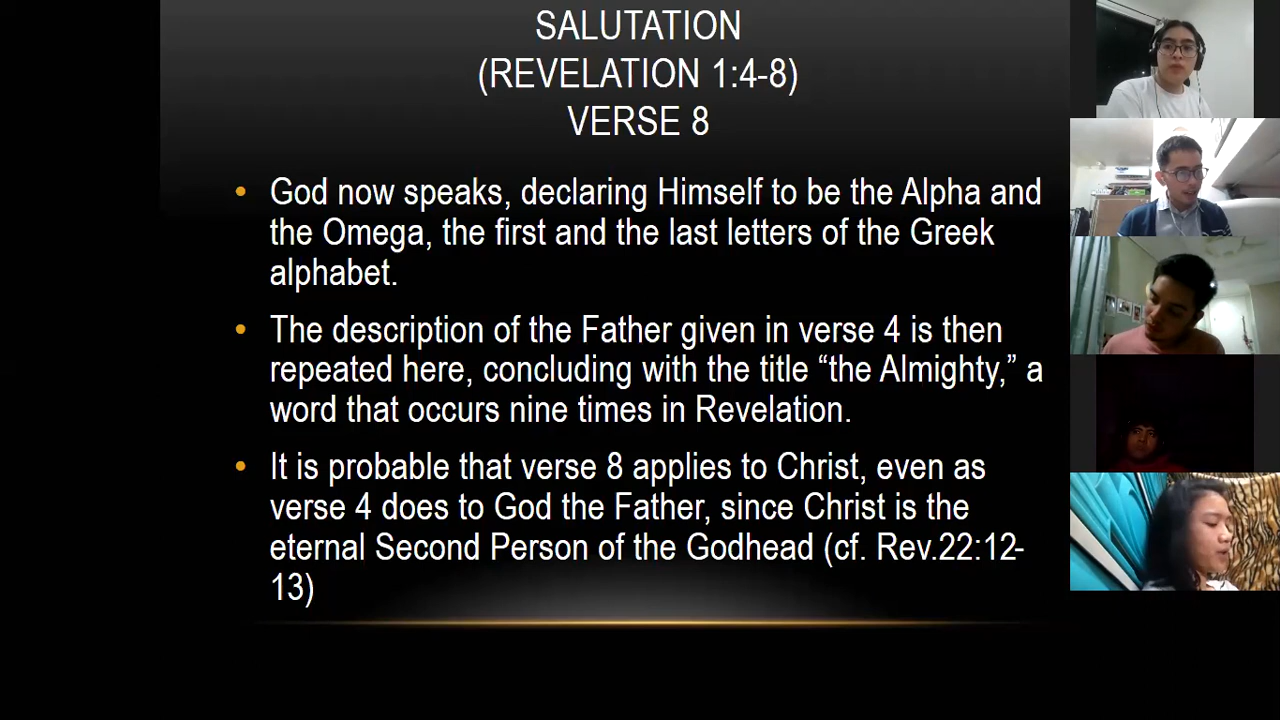 SALUTATION
(REVELATION 1:4-8)
VERSE 8
• God now speaks, declaring Himself to be the Alpha and
the Omega, the first and the last letters of the Greek
alphabet.
• The description of the Father given in verse 4 is then
repeated here, concluding with the title “the Almighty,” a
word that occurs nine times in Revelation.
• It is probable that verse 8 applies to Christ, even as
verse 4 does to God the Father, since Christ is the
eternal Second Person of the Godhead (cf. Rev.22:12-
13)